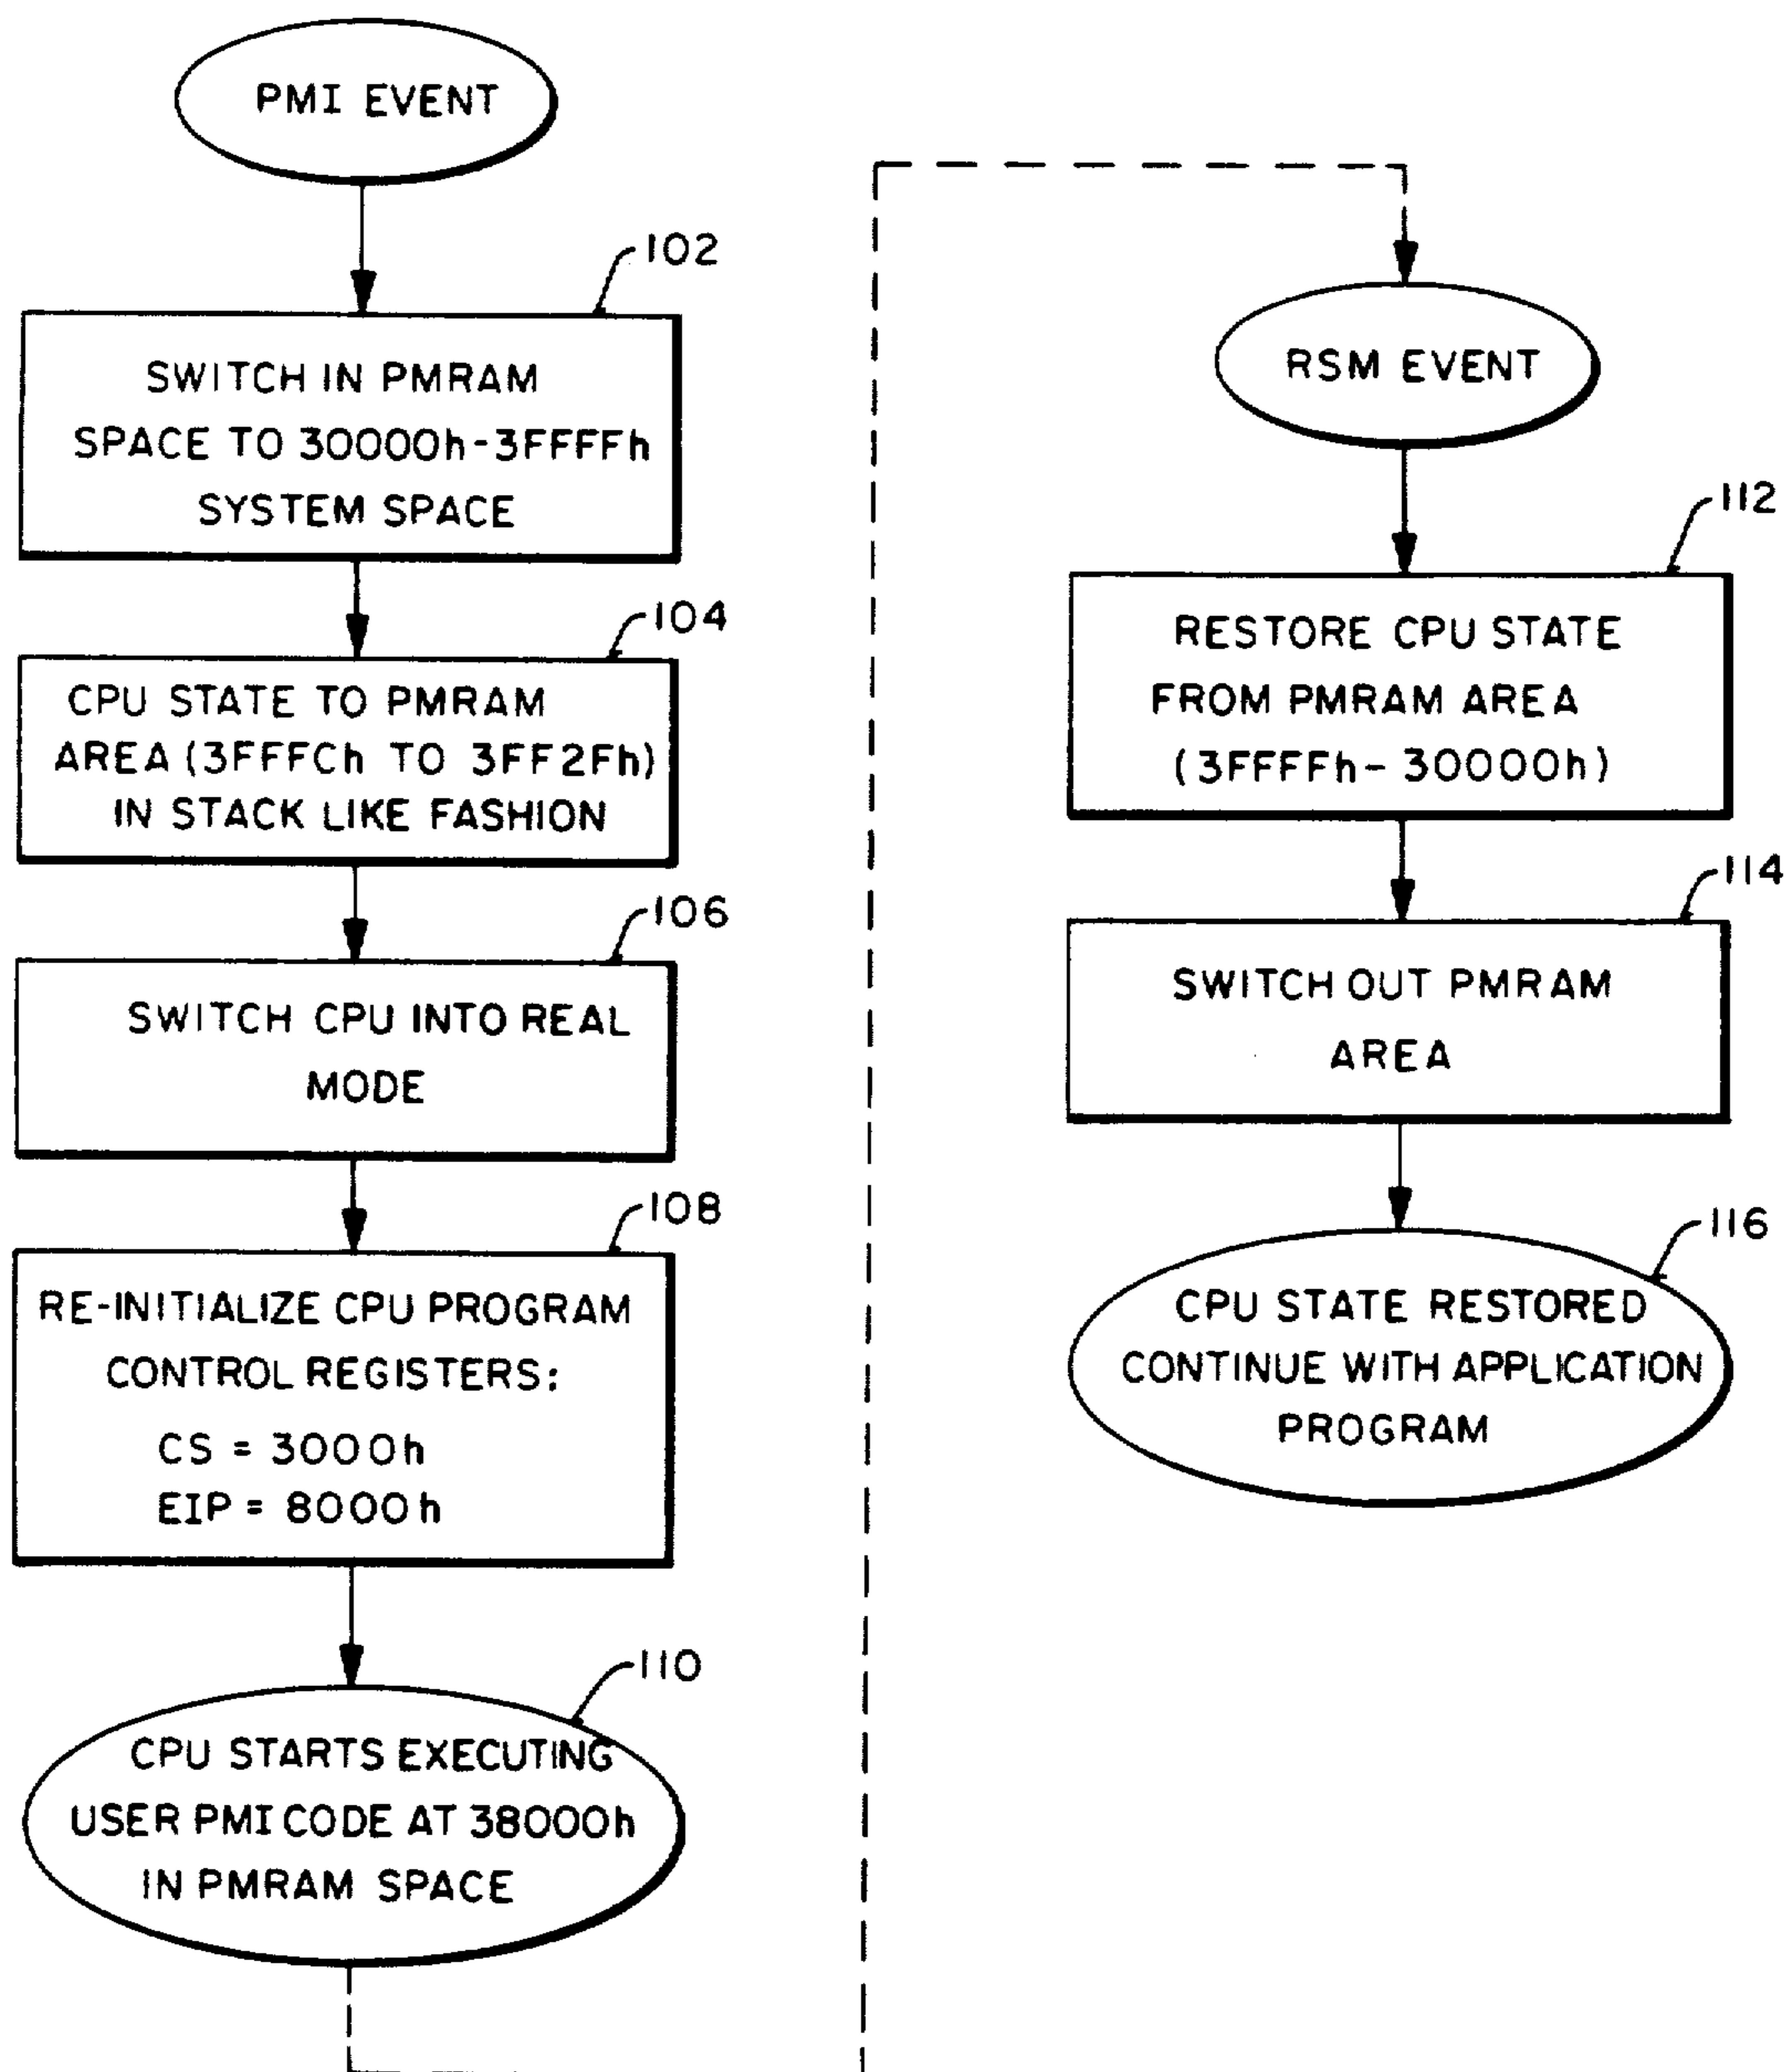 PMI EVENT
102
SWITCH IN PMRAM
SPACE TO 30000h-3FFFFh
SYSTEM SPACE
104
CPU STATE TO PMRAM
AREA (3FFFCh TO 3FF2Fh)
IN STACK LIKE FASHION
106
SWITCH CPU INTO REAL
MODE
108
RE-INITIALIZE CPU PROGRAM
CONTROL REGISTERS:
CS = 3000h
EIP = 8000h
110
CPU STARTS EXECUTING
USER PMI CODE AT 38000h
IN PMRAM SPACE
RSM EVENT
112
RESTORE CPU STATE
FROM PMRAM AREA
(3FFFFh- 30000h)
114
SWITCH OUT PMRAM
AREA
116
CPU STATE RESTORED
CONTINUE WITH APPLICATION
PROGRAM